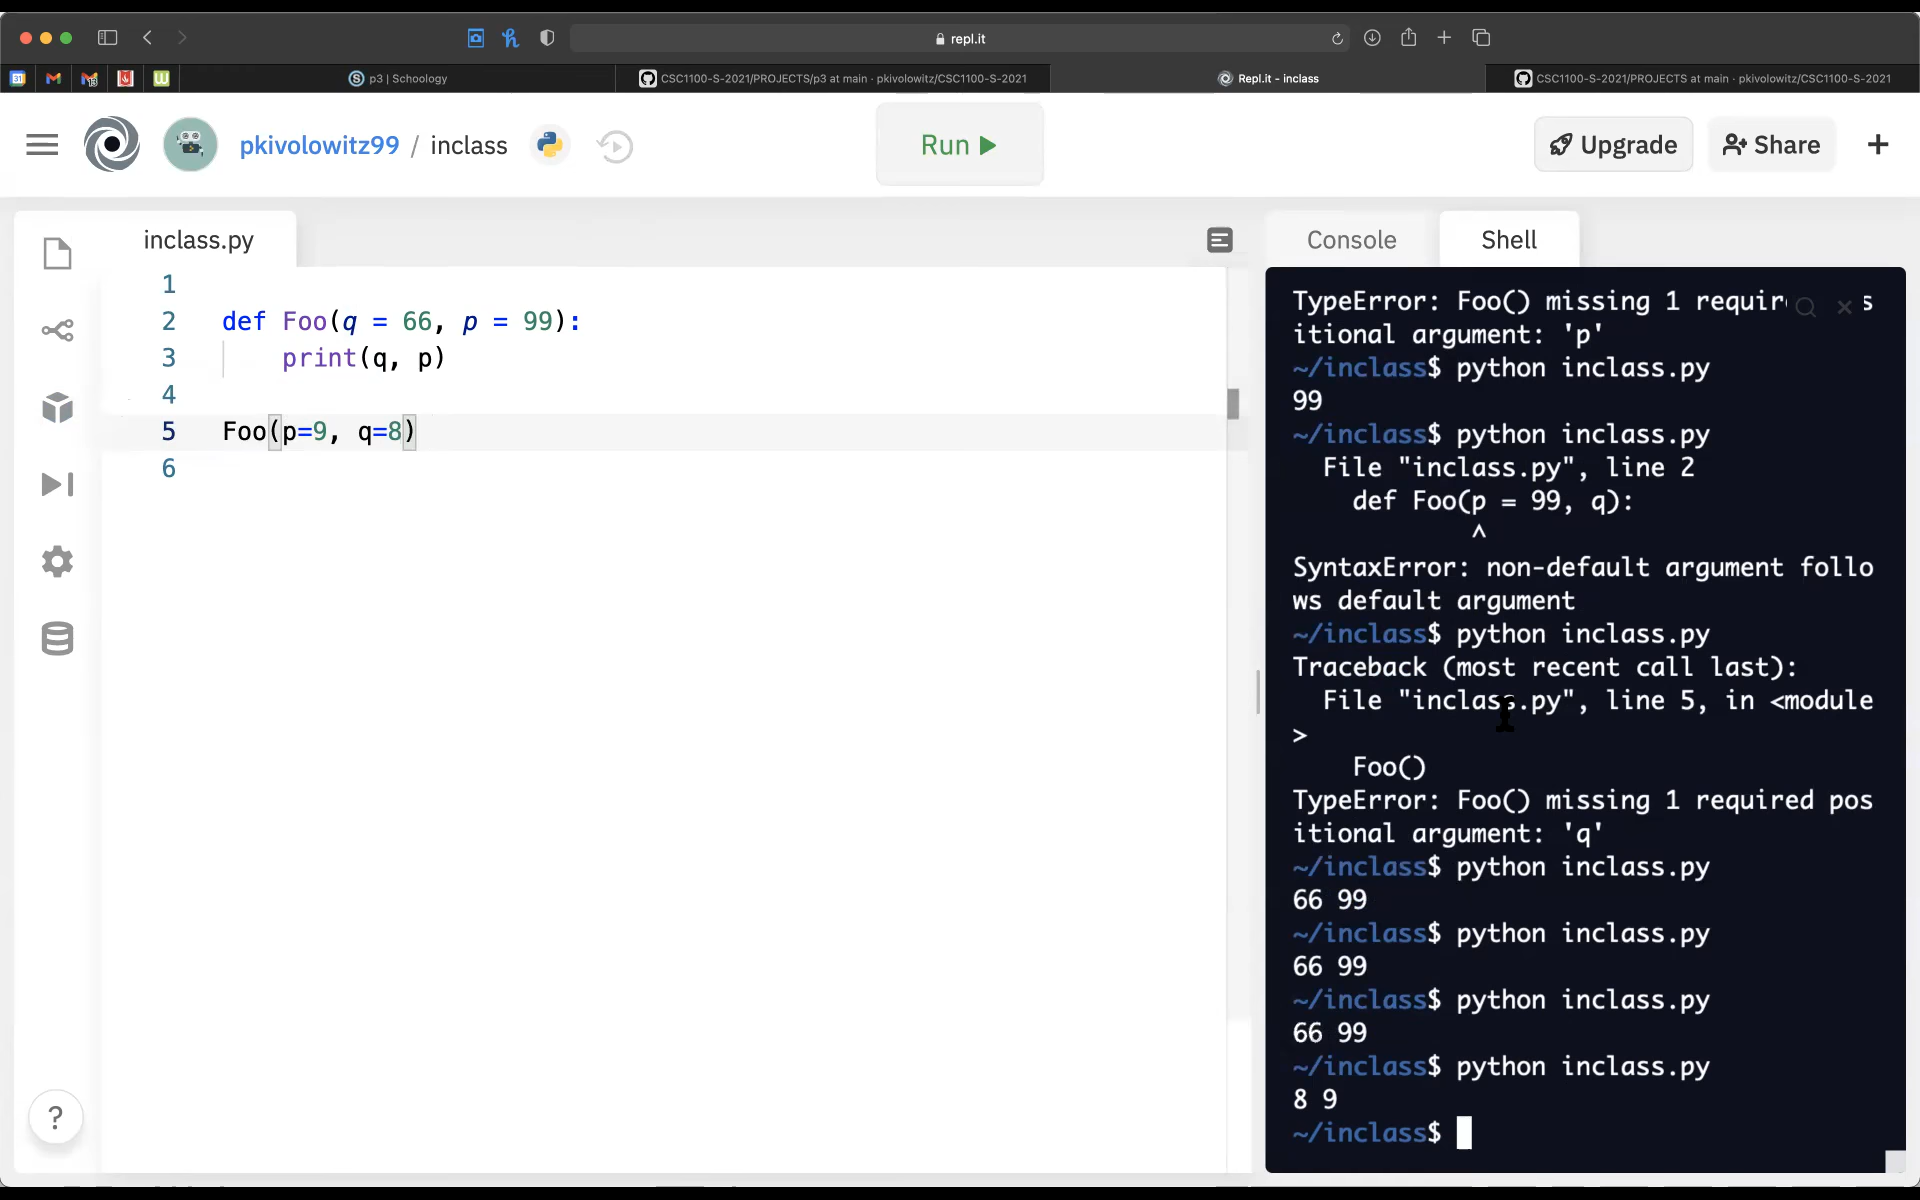 repl.it
p3 | Schoology
CSC1100-S-2021/PROJECTS/p3 at main · pkivolowitz/CSC1100-S-2021
Repl.it - inclass
CSC1100-S-2021/PROJECTS at main · pkivolowitz/CSC1100-S-2021
pkivolowitz99 / inclass
Run
Upgrade
Share
inclass.py
1
2 def Foo(q = 66, p = 99):
3 print(q, p)
4
5 Foo(p=9, q=8)
6
?
Console
Shell
TypeError: Foo() missing 1 requir s
itional argument: 'p'
~/inclass$ python inclass.py
99
~/inclass$ python inclass.py
File "inclass.py", line 2
def Foo(p = 99, q):
^
SyntaxError: non-default argument follo
ws default argument
~/inclass$ python inclass.py
Traceback (most recent call last):
File "inclass.py", line 5, in <module
>
Foo()
TypeError: Foo() missing 1 required pos
itional argument: 'q'
~/inclass$ python inclass.py
66 99
~/inclass$ python inclass.py
66 99
~/inclass$ python inclass.py
66 99
~/inclass$ python inclass.py
8 9
~/inclass$